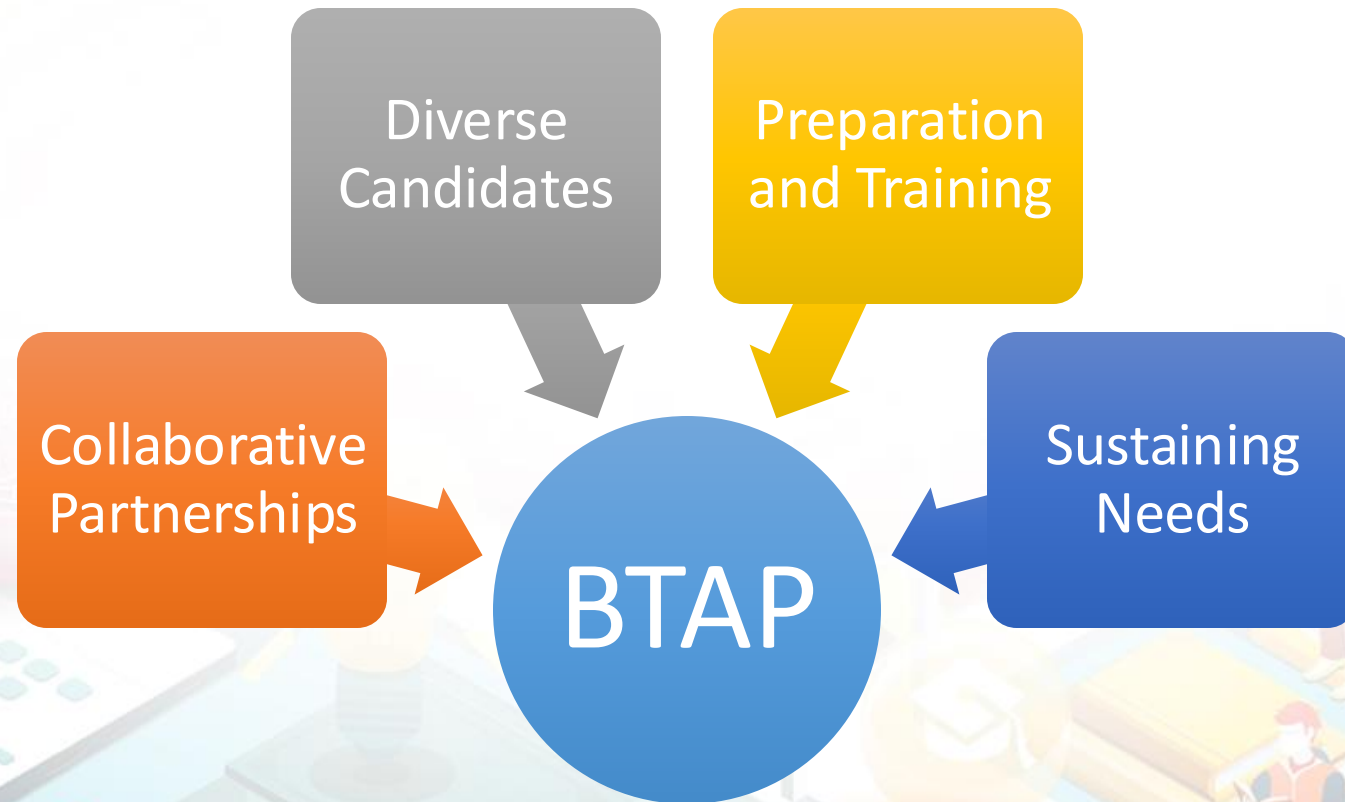 Diverse
Candidates
Preparation
and Training
Collaborative
Partnerships
Sustaining
Needs
BTAP